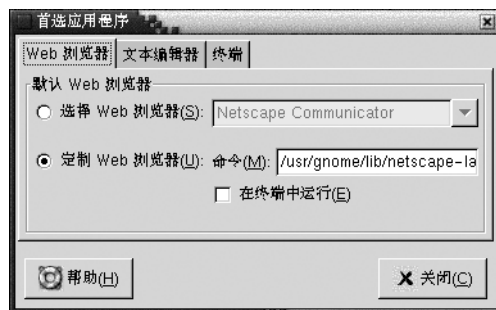 首选应用程序
Web 浏览器 文本编辑器 终端
默认 Web 浏览器
选择 Web 浏览器(S): Netscape Communicator
定制 Web 浏览器(U): 命令(M): /usr/gnome/lib/netscape-la
在终端中运行(E)
帮助(H) 关闭(C)